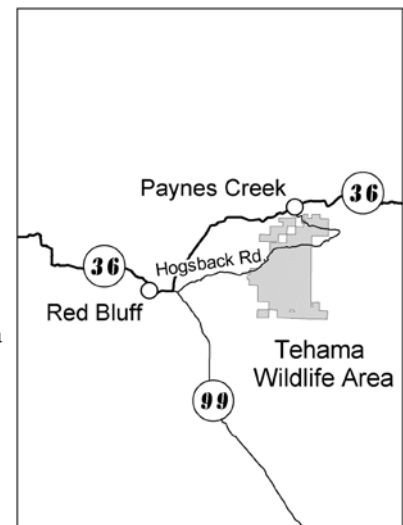 Paynes Creek
36
36
Hogsback Rd.
Red Bluff
Tehama
Wildlife Area
99